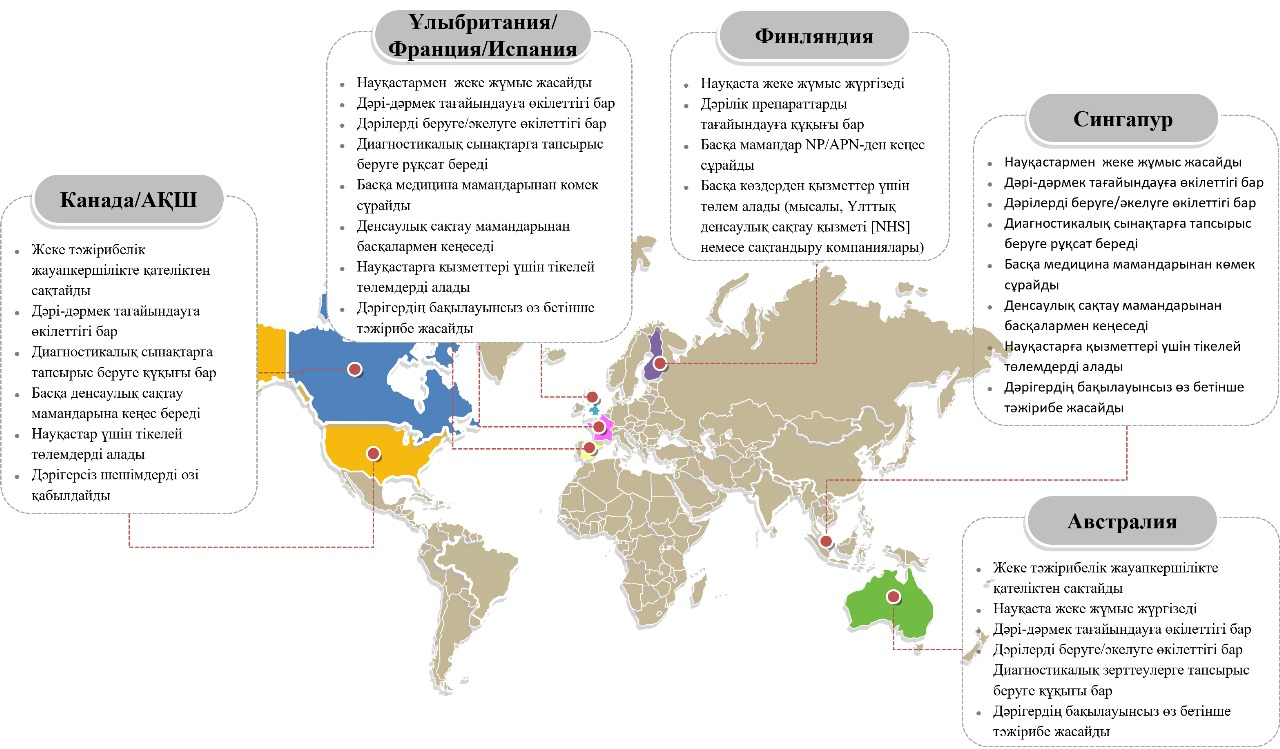 Ұлыбритания/
Франция/Испания
• Науқастармен жеке жұмыс жасайды
• Дәрі-дәрмек тағайындауға өкілеттігі бар
• Дәрілерді беруге/әкелуге өкілеттігі бар
• Диагностикалық сынақтарға тапсырыс
беруге рұқсат береді
• Басқа медицина мамандарынан көмек
сұрайды
• Денсаулық сақтау мамандарынан
басқалармен кеңеседі
• Науқастарға қызметтері үшін тікелей
төлемдерді алады
• Дәрігердің бақылауынсыз өз бетінше
тәжірибе жасайды
Финляндия
• Науқаста жеке жұмыс жүргізеді
• Дәрілік препараттарды
тағайындауға құқығы бар
• Басқа мамандар NP/APN-ден кеңес
сұрайды
• Басқа көздерден қызметтер үшін
төлем алады (мысалы, Ұлттық
денсаулық сақтау қызметі [NHS]
немесе сақтандыру компаниялары)
Сингапур
• Науқастармен жеке жұмыс жасайды
• Дәрі-дәрмек тағайындауға өкілеттігі бар
• Дәрілерді беруге/әкелуге өкілеттігі бар
• Диагностикалық сынақтарға тапсырыс
беруге рұқсат береді
• Басқа медицина мамандарынан көмек
сұрайды
• Денсаулық сақтау мамандарынан
басқалармен кеңеседі
• Науқастарға қызметтері үшін тікелей
төлемдерді алады
• Дәрігердің бақылауынсыз өз бетінше
тәжірибе жасайды
Канада/АҚШ
• Жеке тәжірибелік
жауапкершілікте қателіктен
сақтайды
• Дәрі-дәрмек тағайындауға
өкілеттігі бар
• Диагностикалық сынақтарға
тапсырыс беруге құқығы бар
• Басқа денсаулық сақтау
мамандарына кеңес береді
• Науқастар үшін тікелей
төлемдерді алады
• Дәрігерсіз шешімдерді өзі
қабылдайды
Австралия
• Жеке тәжірибелік жауапкершілікте
қателіктен сақтайды
• Науқаста жеке жұмыс жүргізеді
• Дәрі-дәрмек тағайындауға өкілеттігі бар
• Дәрілерді беруге/әкелуге өкілеттігі бар
• Диагностикалық зерттеулерге тапсырыс
беруге құқығы бар
• Дәрігердің бақылауынсыз өз бетінше
тәжірибе жасайды